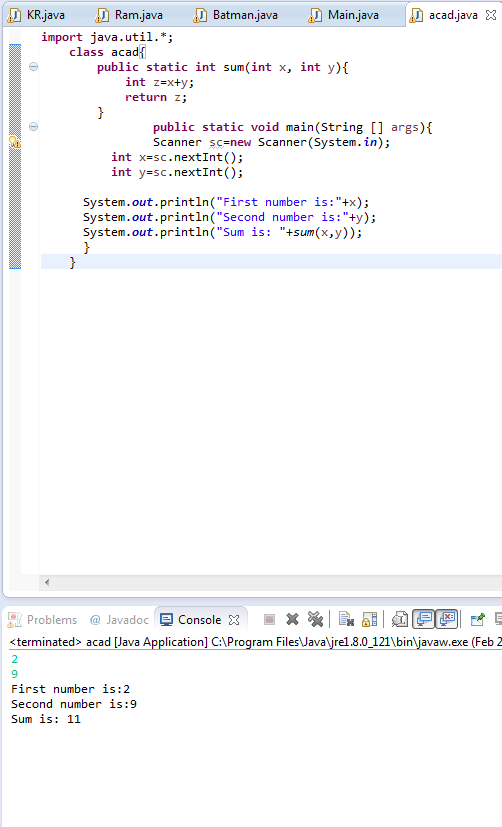 KR.java Ram.java Batman.java Main.java acad.java
import java.util.*;
class acad{
public static int sum(int x, int y){
int z=x+y;
return z;
}
public static void main(String [] args){
Scanner sc=new Scanner(System.in);
int x=sc.nextInt();
int y=sc.nextInt();
System.out.println("First number is:"+x);
System.out.println("Second number is:"+y);
System.out.println("Sum is: "+sum(x,y));
}
}
Problems @ Javadoc Console
<terminated> acad [Java Application] C:\Program Files\Java\jre1.8.0_121\bin\javaw.exe (Feb 2
2
9
First number is:2
Second number is:9
Sum is: 11